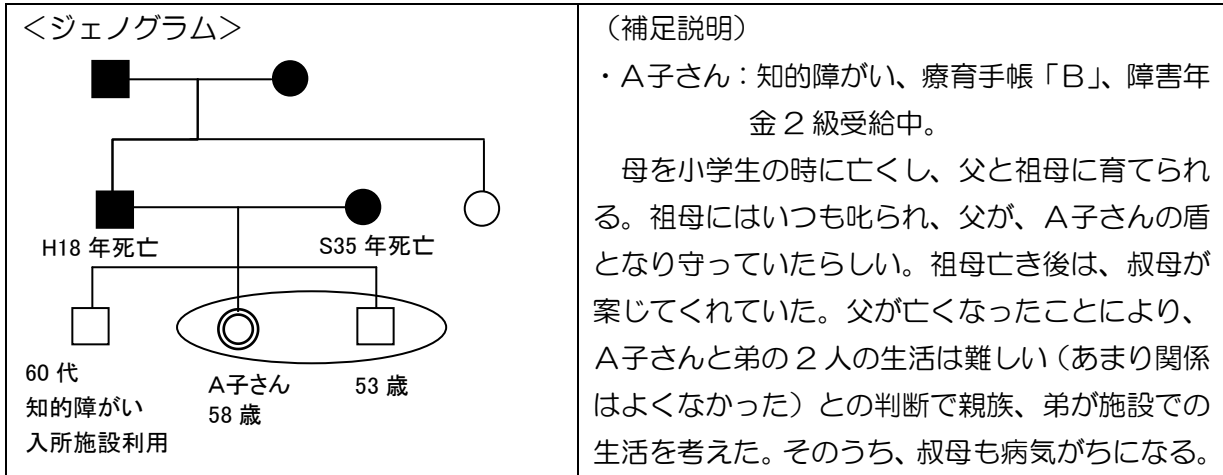 ＜ジェノグラム＞
H18 年死亡
S35 年死亡
60 代
知的障がい
入所施設利用
A子さん
58 歳
53 歳
（補足説明）
・A子さん：知的障がい、療育手帳「B」、障害年
金２級受給中。
母を小学生の時に亡くし、父と祖母に育てられ
る。祖母にはいつも叱られ、父が、A子さんの盾
となり守っていたらしい。祖母亡き後は、叔母が
案じてくれていた。父が亡くなったことにより、
A子さんと弟の２人の生活は難しい（あまり関係
はよくなかった）との判断で親族、弟が施設での
生活を考えた。そのうち、叔母も病気がちになる。